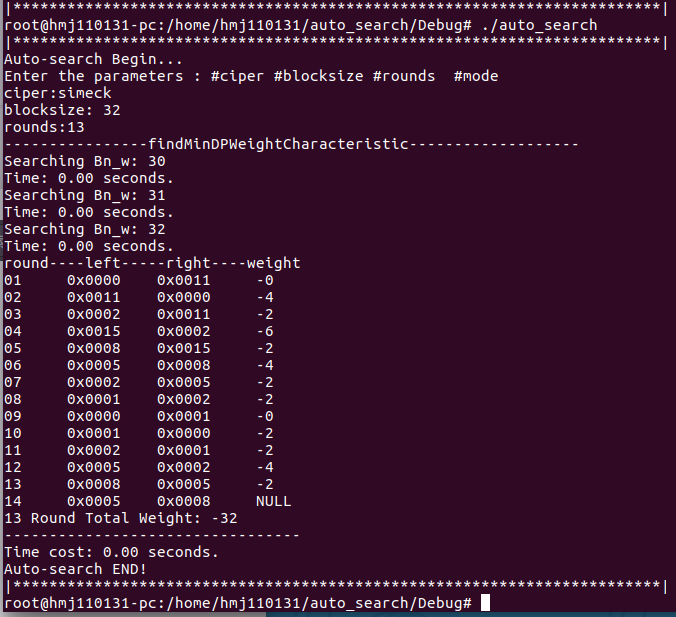 |*************************************************************************|
root@hmj110131-pc:/home/hmj110131/auto_search/Debug# ./auto_search
|*************************************************************************|
Auto-search Begin...
Enter the parameters : #ciper #blocksize #rounds  #mode
ciper:simeck
blocksize: 32
rounds:13
----------------findMinDPWeightCharacteristic-------------------
Searching Bn_w: 30
Time: 0.00 seconds.
Searching Bn_w: 31
Time: 0.00 seconds.
Searching Bn_w: 32
Time: 0.00 seconds.
round----left-----right----weight
01     0x0000     0x0011     -0
02     0x0011     0x0000     -4
03     0x0002     0x0011     -2
04     0x0015     0x0002     -6
05     0x0008     0x0015     -2
06     0x0005     0x0008     -4
07     0x0002     0x0005     -2
08     0x0001     0x0002     -2
09     0x0000     0x0001     -0
10     0x0001     0x0000     -2
11     0x0002     0x0001     -2
12     0x0005     0x0002     -4
13     0x0008     0x0005     -2
14     0x0005     0x0008     NULL
13 Round Total Weight: -32
---------------------------------
Time cost: 0.00 seconds.
Auto-search END!
|*************************************************************************|
root@hmj110131-pc:/home/hmj110131/auto_search/Debug#